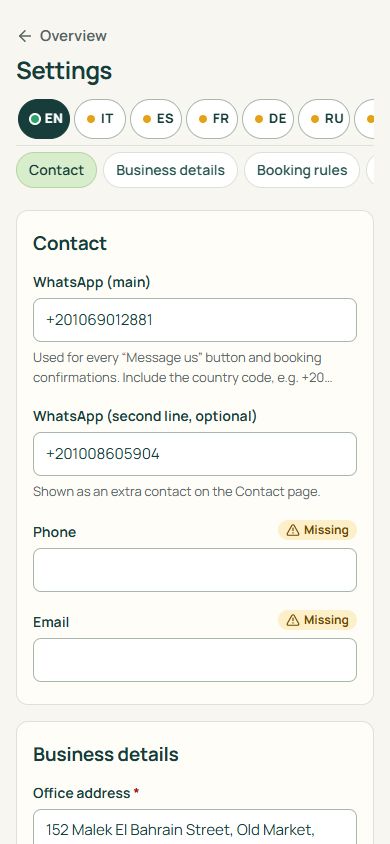 Overview
Settings
EN IT ES FR DE RU
Contact Business details Booking rules
Contact
WhatsApp (main)
+201069012881
Used for every “Message us” button and booking
confirmations. Include the country code, e.g. +20…
WhatsApp (second line, optional)
+201008605904
Shown as an extra contact on the Contact page.
Phone Missing
Email Missing
Business details
Office address *
152 Malek El Bahrain Street, Old Market,